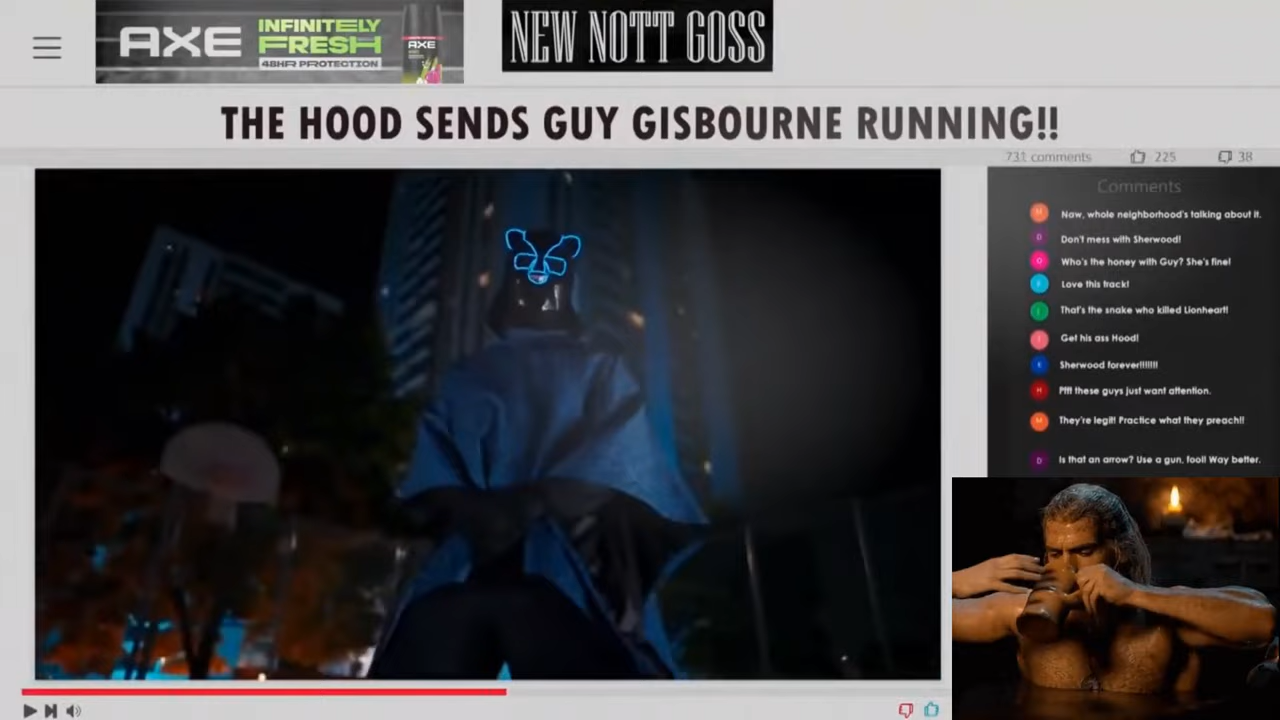 AXE
INFINITELY
FRESH
48HR PROTECTION
AXE
NEW NOTT GOSS
THE HOOD SENDS GUY GISBOURNE RUNNING!!
731 comments 225 38
Comments
Naw, whole neighborhood's talking about it.
Don't mess with Sherwood!
Who's the honey with Guy? She's fine!
Love this track!
That's the snake who killed Lionheart!
Get his ass Hood!
Sherwood forever!!!!!!!
Pfft these guys just want attention.
They're legit! Practice what they preach!!
Is that an arrow? Use a gun, fool! Way better.